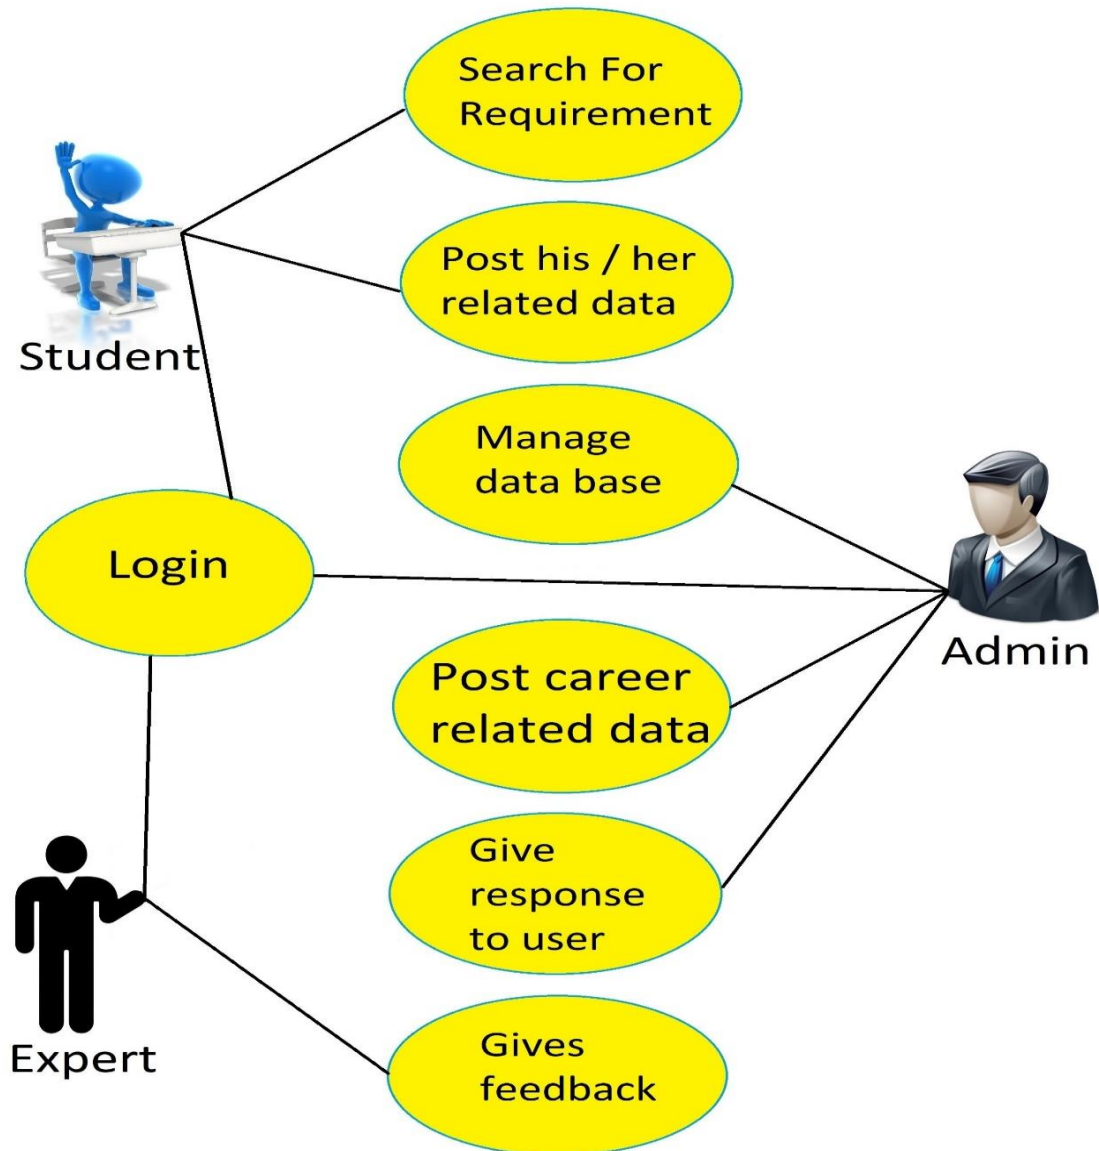 Search For
Requirement
Post his / her
related data
Student
Manage
data base
Login
Admin
Post career
related data
Give
response
to user
Expert
Gives
feedback